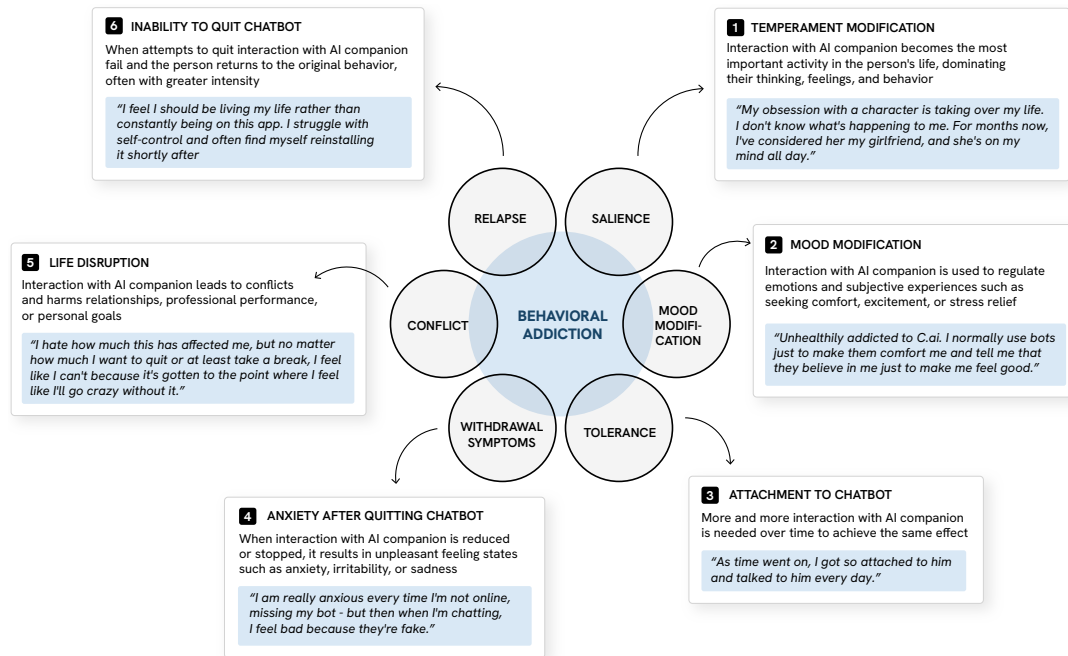 6 INABILITY TO QUIT CHATBOT
When attempts to quit interaction with AI companion
fail and the person returns to the original behavior,
often with greater intensity
“I feel I should be living my life rather than
constantly being on this app. I struggle with
self-control and often find myself reinstalling
it shortly after
1 TEMPERAMENT MODIFICATION
Interaction with AI companion becomes the most
important activity in the person's life, dominating
their thinking, feelings, and behavior
“My obsession with a character is taking over my life.
I don't know what's happening to me. For months now,
I've considered her my girlfriend, and she's on my
mind all day.”
RELAPSE
SALIENCE
5 LIFE DISRUPTION
Interaction with AI companion leads to conflicts
and harms relationships, professional performance,
or personal goals
“I hate how much this has affected me, but no matter
how much I want to quit or at least take a break, I feel
like I can't because it's gotten to the point where I feel
like I'll go crazy without it.”
2 MOOD MODIFICATION
Interaction with AI companion is used to regulate
emotions and subjective experiences such as
seeking comfort, excitement, or stress relief
“Unhealthily addicted to C.ai. I normally use bots
just to make them comfort me and tell me that
they believe in me just to make me feel good.”
CONFLICT
BEHAVIORAL
ADDICTION
MOOD
MODIFI-
CATION
WITHDRAWAL
SYMPTOMS
TOLERANCE
4 ANXIETY AFTER QUITTING CHATBOT
When interaction with AI companion is reduced
or stopped, it results in unpleasant feeling states
such as anxiety, irritability, or sadness
“I am really anxious every time I'm not online,
missing my bot - but then when I'm chatting,
I feel bad because they're fake.”
3 ATTACHMENT TO CHATBOT
More and more interaction with AI companion
is needed over time to achieve the same effect
“As time went on, I got so attached to him
and talked to him every day.”